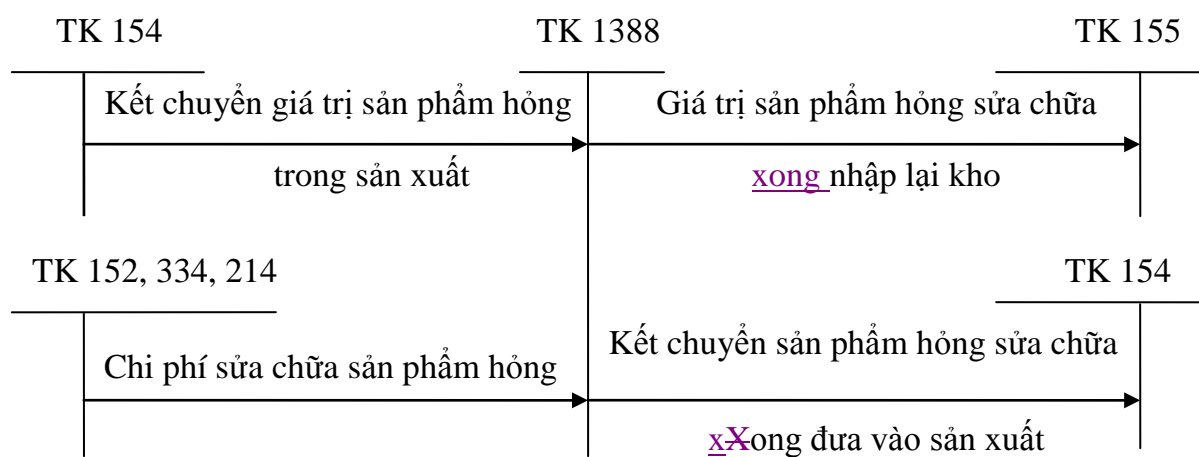 TK 154
TK 1388
TK 155
Kết chuyển giá trị sản phẩm hỏng
trong sản xuất
Giá trị sản phẩm hỏng sửa chữa
xong nhập lại kho
TK 152, 334, 214
TK 154
Chi phí sửa chữa sản phẩm hỏng
Kết chuyển sản phẩm hỏng sửa chữa
xXong đưa vào sản xuất